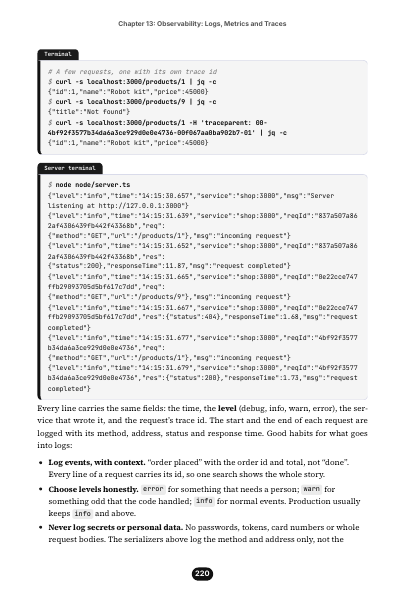 Chapter 13: Observability: Logs, Metrics and Traces
Terminal
# A few requests, one with its own trace id
$ curl -s localhost:3000/products/1 | jq -c
{"id":1,"name":"Robot kit","price":45000}
$ curl -s localhost:3000/products/9 | jq -c
{"title":"Not found"}
$ curl -s localhost:3000/products/1 -H 'traceparent: 00-
4bf92f3577b34da6a3ce929d0e0e4736-00f067aa0ba902b7-01' | jq -c
{"id":1,"name":"Robot kit","price":45000}
Server terminal
$ node node/server.ts
{"level":"info","time":"14:15:30.657","service":"shop:3000","msg":"Server
listening at http://127.0.0.1:3000"}
{"level":"info","time":"14:15:31.639","service":"shop:3000","reqId":"837a507a86
2af4306439fb442f43368b","req":
{"method":"GET","url":"/products/1"},"msg":"incoming request"}
{"level":"info","time":"14:15:31.652","service":"shop:3000","reqId":"837a507a86
2af4306439fb442f43368b","res":
{"status":200},"responseTime":11.87,"msg":"request completed"}
{"level":"info","time":"14:15:31.665","service":"shop:3000","reqId":"0e22cce747
ffb29893705d5bf617c7dd","req":
{"method":"GET","url":"/products/9"},"msg":"incoming request"}
{"level":"info","time":"14:15:31.667","service":"shop:3000","reqId":"0e22cce747
ffb29893705d5bf617c7dd","res":{"status":404},"responseTime":1.68,"msg":"request
completed"}
{"level":"info","time":"14:15:31.677","service":"shop:3000","reqId":"4bf92f3577
b34da6a3ce929d0e0e4736","req":
{"method":"GET","url":"/products/1"},"msg":"incoming request"}
{"level":"info","time":"14:15:31.679","service":"shop:3000","reqId":"4bf92f3577
b34da6a3ce929d0e0e4736","res":{"status":200},"responseTime":1.73,"msg":"request
completed"}
Every line carries the same fields: the time, the level (debug, info, warn, error), the ser-
vice that wrote it, and the request's trace id. The start and the end of each request are
logged with its method, address, status and response time. Good habits for what goes
into logs:
• Log events, with context. “order placed” with the order id and total, not “done”.
Every line of a request carries its id, so one search shows the whole story.
• Choose levels honestly. error for something that needs a person; warn for
something odd that the code handled; info for normal events. Production usually
keeps info and above.
• Never log secrets or personal data. No passwords, tokens, card numbers or whole
request bodies. The serializers above log the method and address only, not the
220